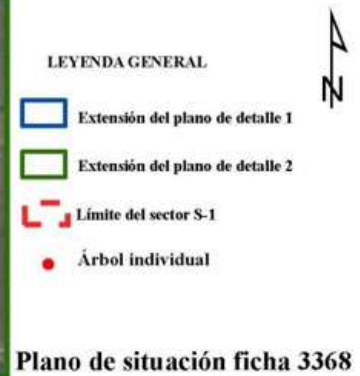 N
LEYENDA GENERAL
Extensión del plano de detalle 1
Extensión del plano de detalle 2
Límite del sector S-1
Árbol individual
Plano de situación ficha 3368